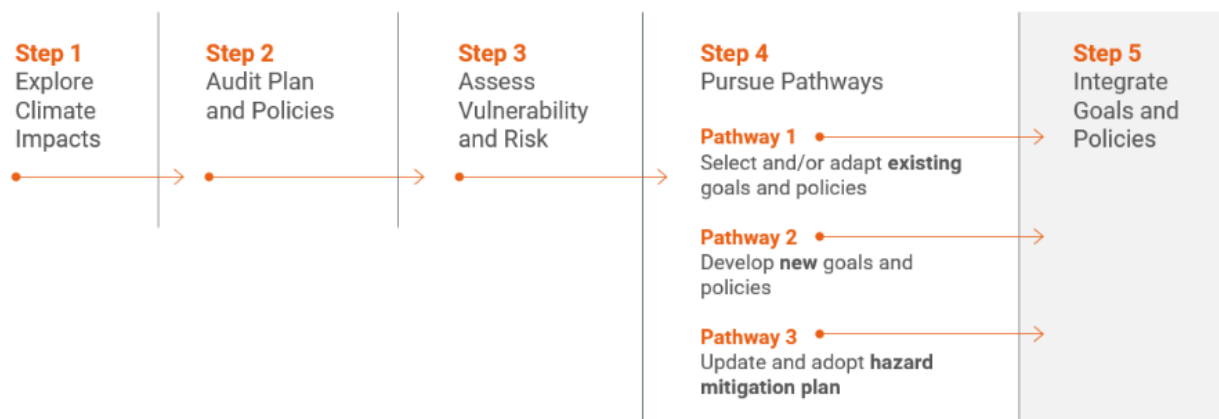 Step 1
Explore
Climate
Impacts
Step 2
Audit Plan
and Policies
Step 3
Assess
Vulnerability
and Risk
Step 4
Pursue Pathways
Pathway 1
Select and/or adapt existing
goals and policies
Pathway 2
Develop new goals and
policies
Pathway 3
Update and adopt hazard
mitigation plan
Step 5
Integrate
Goals and
Policies